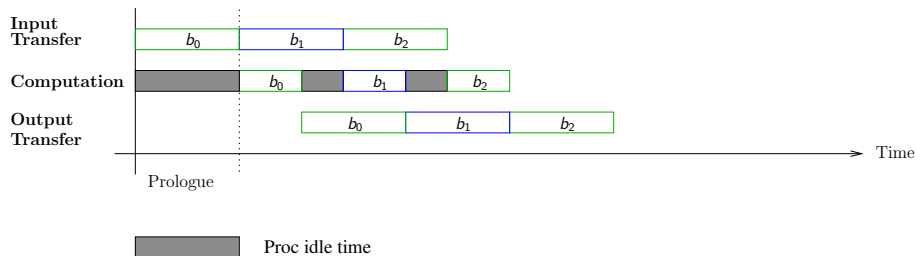 Input
Transfer
b0 b1 b2
Computation
b0 b1 b2
Output
Transfer
b0 b1 b2
Time
Prologue
Proc idle time